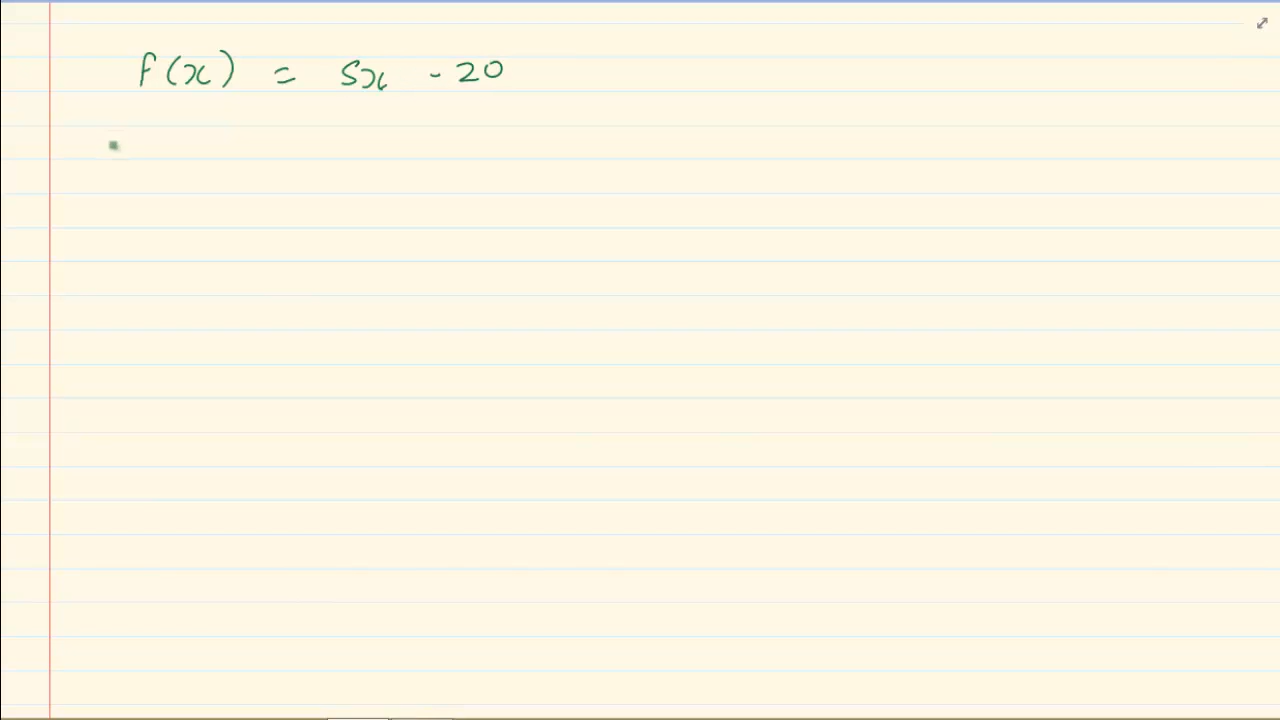 f(x) = 5x - 20